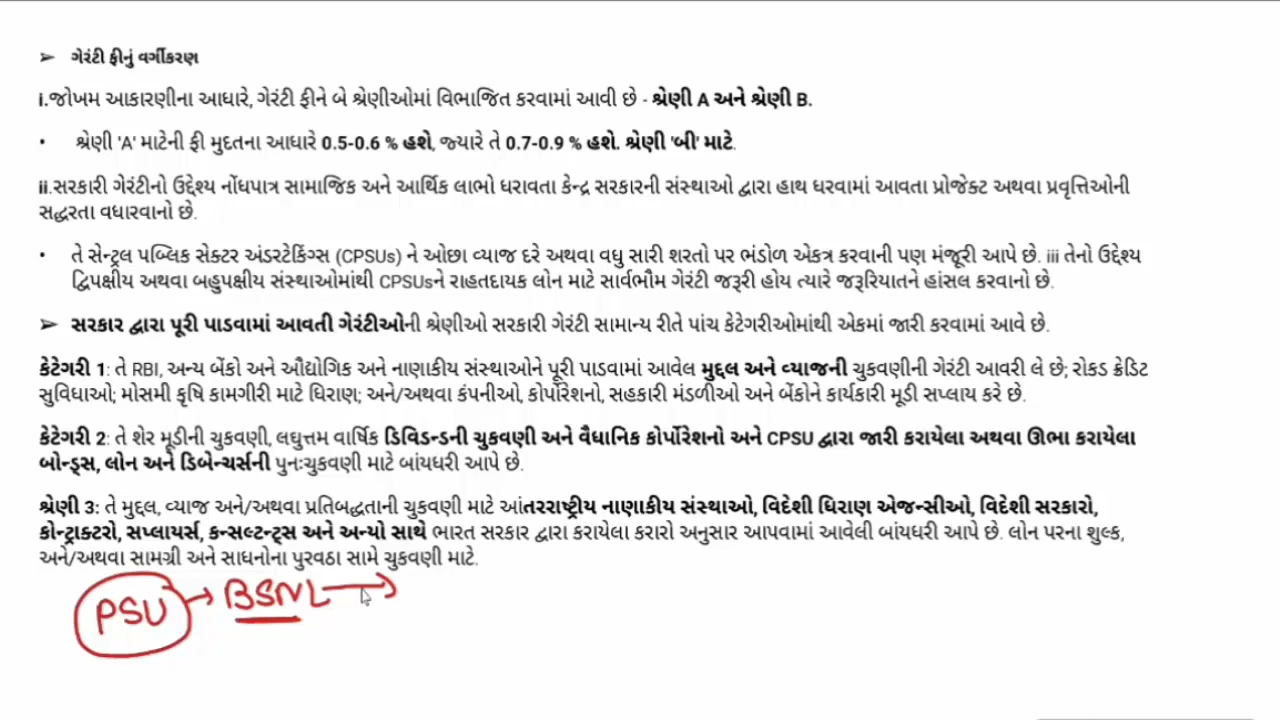 ➢ ગેરંટી ફીનું વર્ગીકરણ
i.જોખમ આકારણીના આધારે, ગેરંટી ફીને બે શ્રેણીઓમાં વિભાજિત કરવામાં આવી છે - શ્રેણી A અને શ્રેણી B.
• શ્રેણી 'A' માટેની ફી મુદતના આધારે 0.5-0.6 % હશે, જ્યારે તે 0.7-0.9 % હશે. શ્રેણી 'બી' માટે.
ii.સરકારી ગેરંટીનો ઉદ્દેશ્ય નોંધપાત્ર સામાજિક અને આર્થિક લાભો ધરાવતા કેન્દ્ર સરકારની સંસ્થાઓ દ્વારા હાથ ધરવામાં આવતા પ્રોજેક્ટ અથવા પ્રવૃત્તિઓની
સદ્ધરતા વધારવાનો છે.
• તે સેન્ટ્રલ પબ્લિક સેક્ટર અંડરટેકિંગ્સ (CPSUs) ને ઓછા વ્યાજ દરે અથવા વધુ સારી શરતો પર ભંડોળ એકત્ર કરવાની પણ મંજૂરી આપે છે. iii તેનો ઉદ્દેશ્ય
દ્વિપક્ષીય અથવા બહુપક્ષીય સંસ્થાઓમાંથી CPSUsને રાહતદાયક લોન માટે સાર્વભૌમ ગેરંટી જરૂરી હોય ત્યારે જરૂરિયાતને હાંસલ કરવાનો છે.
➢ સરકાર દ્વારા પૂરી પાડવામાં આવતી ગેરંટીઓની શ્રેણીઓ સરકારી ગેરંટી સામાન્ય રીતે પાંચ કેટેગરીઓમાંથી એકમાં જારી કરવામાં આવે છે.
કેટેગરી 1: તે RBI, અન્ય બેંકો અને ઔદ્યોગિક અને નાણાકીય સંસ્થાઓને પૂરી પાડવામાં આવેલ મુદ્દલ અને વ્યાજની ચુકવણીની ગેરંટી આવરી લે છે; રોકડ ક્રેડિટ
સુવિધાઓ; મોસમી કૃષિ કામગીરી માટે ધિરાણ; અને/અથવા કંપનીઓ, કોર્પોરેશનો, સહકારી મંડળીઓ અને બેંકોને કાર્યકારી મૂડી સપ્લાય કરે છે.
કેટેગરી 2: તે શેર મૂડીની ચુકવણી, લઘુત્તમ વાર્ષિક ડિવિડન્ડની ચુકવણી અને વૈધાનિક કોર્પોરેશનો અને CPSU દ્વારા જારી કરાયેલા અથવા ઊભા કરાયેલા
બોન્ડ્સ, લોન અને ડિબેન્ચર્સની પુનઃચુકવણી માટે બાંયધરી આપે છે.
શ્રેણી 3: તે મુદ્દલ, વ્યાજ અને/અથવા પ્રતિબદ્ધતાની ચુકવણી માટે આંતરરાષ્ટ્રીય નાણાકીય સંસ્થાઓ, વિદેશી ધિરાણ એજન્સીઓ, વિદેશી સરકારો,
કોન્ટ્રાક્ટરો, સપ્લાયર્સ, કન્સલ્ટન્ટ્સ અને અન્યો સાથે ભારત સરકાર દ્વારા કરાયેલા કરારો અનુસાર આપવામાં આવેલી બાંયધરી આપે છે. લોન પરના શુલ્ક,
અને/અથવા સામગ્રી અને સાધનોના પુરવઠા સામે ચુકવણી માટે.
PSU → BSNL →